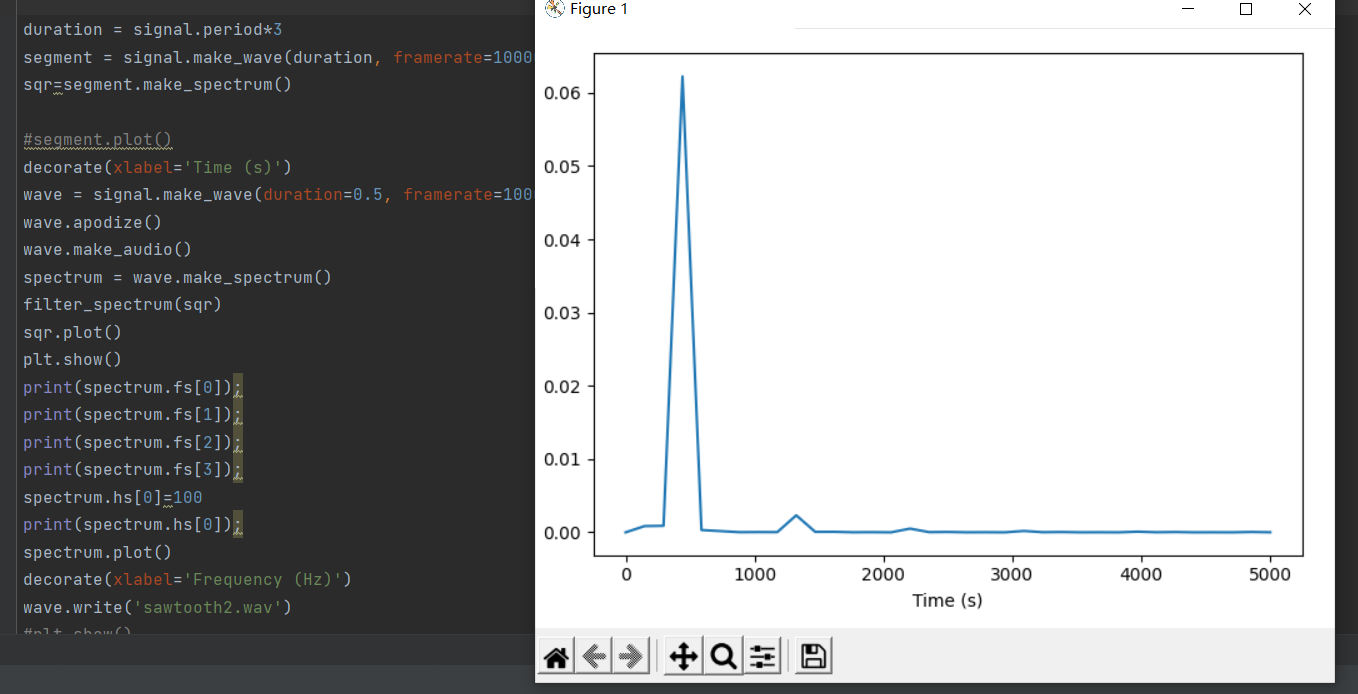 duration = signal.period*3
segment = signal.make_wave(duration, framerate=1000
sqr=segment.make_spectrum()
#segment.plot()
decorate(xlabel='Time (s)')
wave = signal.make_wave(duration=0.5, framerate=100
wave.apodize()
wave.make_audio()
spectrum = wave.make_spectrum()
filter_spectrum(sqr)
sqr.plot()
plt.show()
print(spectrum.fs[0]);
print(spectrum.fs[1]);
print(spectrum.fs[2]);
print(spectrum.fs[3]);
spectrum.hs[0]=100
print(spectrum.hs[0]);
spectrum.plot()
decorate(xlabel='Frequency (Hz)')
wave.write('sawtooth2.wav')
#plt.show()
Figure 1
0.06
0.05
0.04
0.03
0.02
0.01
0.00
0 1000 2000 3000 4000 5000
Time (s)